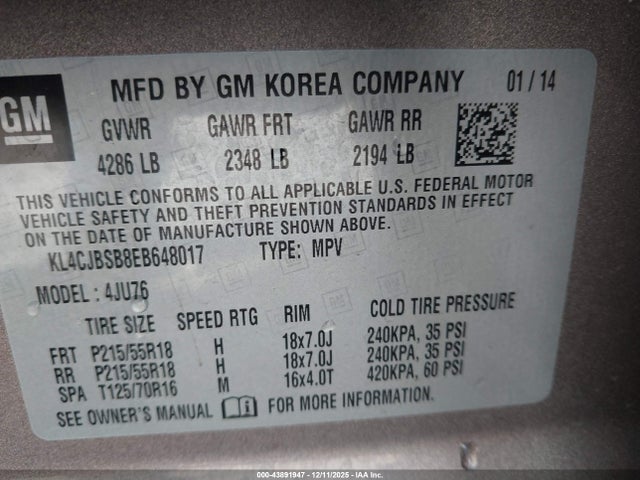 GM
MFD BY GM KOREA COMPANY 01/14
GVWR GAWR FRT GAWR RR
4286 LB 2348 LB 2194 LB
THIS VEHICLE CONFORMS TO ALL APPLICABLE U.S. FEDERAL MOTOR
VEHICLE SAFETY AND THEFT PREVENTION STANDARDS IN EFFECT
ON THE DATE OF MANUFACTURE SHOWN ABOVE.
KL4CJBSB8EB648017 TYPE: MPV
MODEL : 4JU76
TIRE SIZE SPEED RTG RIM COLD TIRE PRESSURE
FRT P215/55R18 H 18x7.0J 240KPA, 35 PSI
RR P215/55R18 H 18x7.0J 240KPA, 35 PSI
SPA T125/70R16 M 16x4.0T 420KPA, 60 PSI
SEE OWNER'S MANUAL FOR MORE INFORMATION.
000-43891947 - 12/11/2025 - IAA Inc.